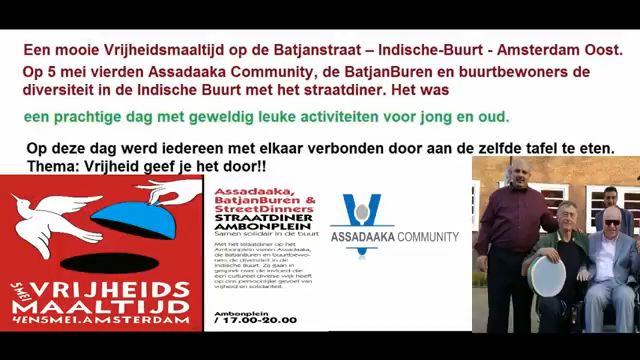 Een mooie Vrijheidsmaaltijd op de Batjanstraat – Indische-Buurt - Amsterdam Oost.
Op 5 mei vierden Assadaaka Community, de BatjanBuren en buurtbewoners de
diversiteit in de Indische Buurt met het straatdiner. Het was
een prachtige dag met geweldig leuke activiteiten voor jong en oud.
Op deze dag werd iedereen met elkaar verbonden door aan de zelfde tafel te eten.
Thema: Vrijheid geef je het door!!
5 MEI
VRIJHEIDS
MAALTIJD
4EN5MEI.AMSTERDAM
Assadaaka,
BatjanBuren &
StreetDinners
STRAATDINER
AMBONPLEIN
Samen solidair in de buurt
Met het straatdiner op het
Ambonplein vieren Assadaaka,
de BatjanBuren en buurtbewo-
ners de diversiteit in de
Indische Buurt. Zij gaan in
gesprek over de invloed die
een cultureel diverse wijk heeft
op ons persoonlijke gevoel van
vrijheid en solidariteit.
Ambonplein
/ 17.00-20.00
ASSADAAKA COMMUNITY